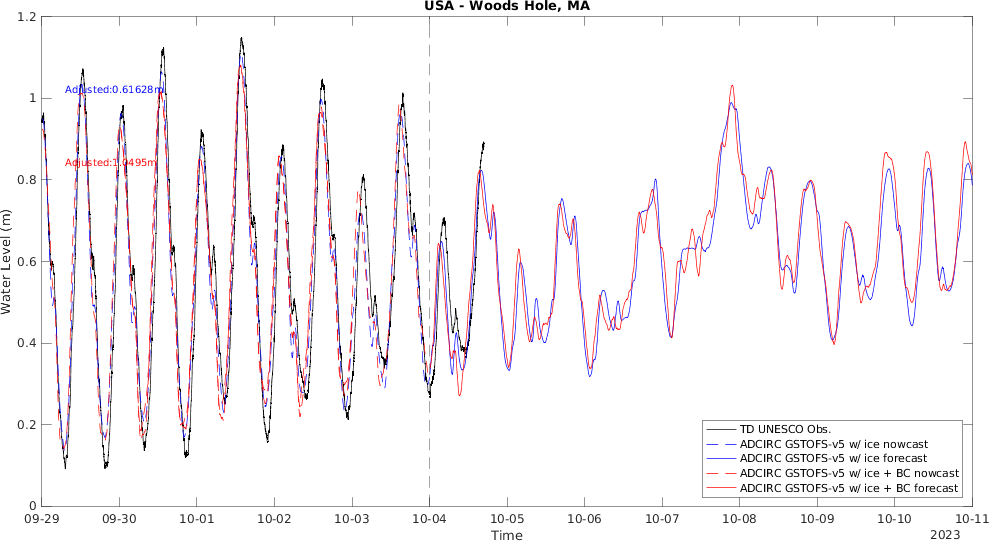 USA - Woods Hole, MA
1.2
1
0.8
0.6
0.4
0.2
0
Water Level (m)
Adjusted:0.61628m
Adjusted:1.0495m
TD UNESCO Obs.
ADCIRC GSTOFS-v5 w/ ice nowcast
ADCIRC GSTOFS-v5 w/ ice forecast
ADCIRC GSTOFS-v5 w/ ice + BC nowcast
ADCIRC GSTOFS-v5 w/ ice + BC forecast
09-29 09-30 10-01 10-02 10-03 10-04 10-05 10-06 10-07 10-08 10-09 10-10 10-11
Time
2023